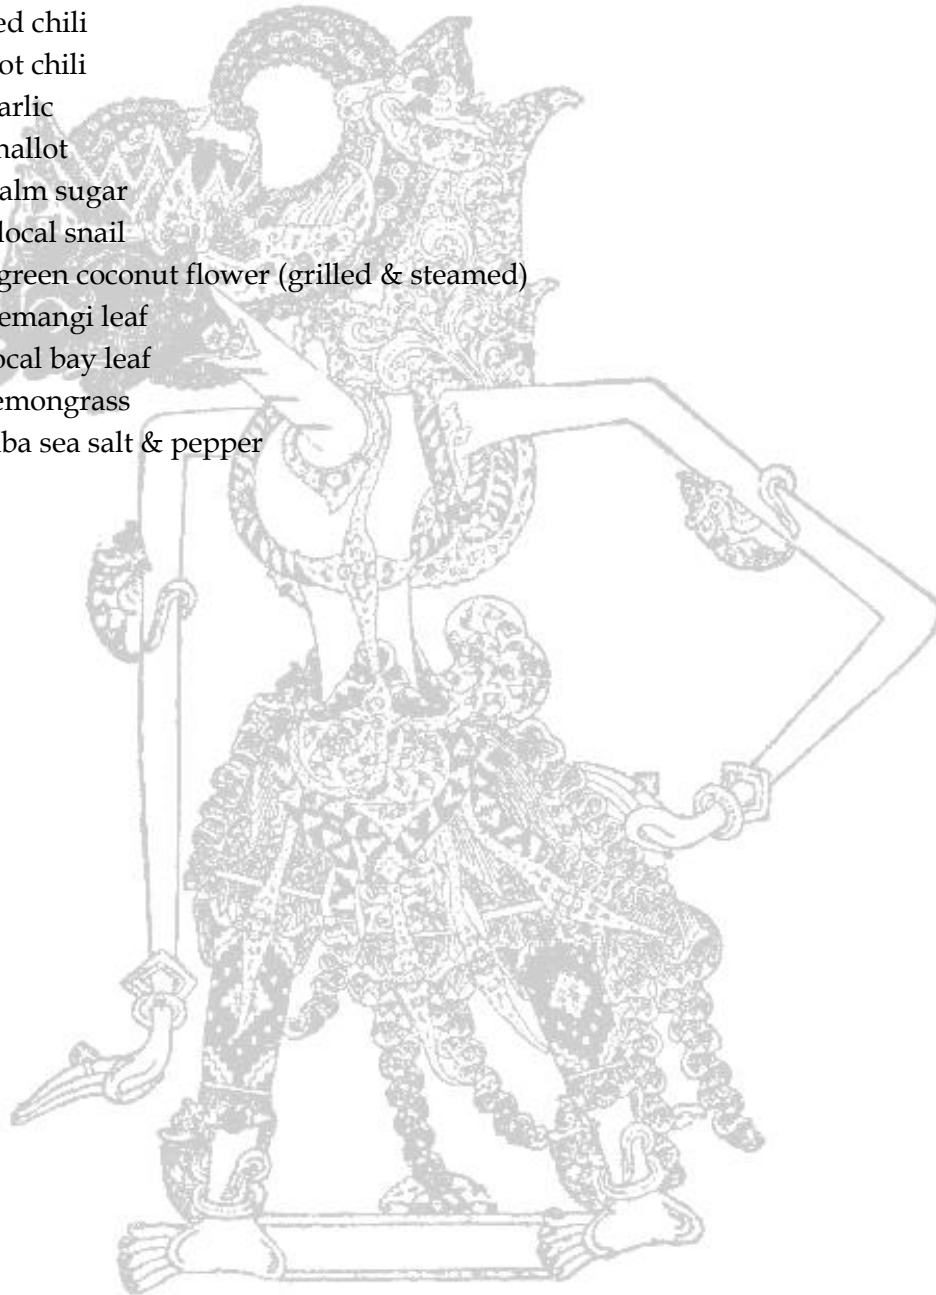 ed chili
ot chili
arlic
hallot
alm sugar
local snail
green coconut flower (grilled & steamed)
emangi leaf
ocal bay leaf
emongrass
ba sea salt & pepper